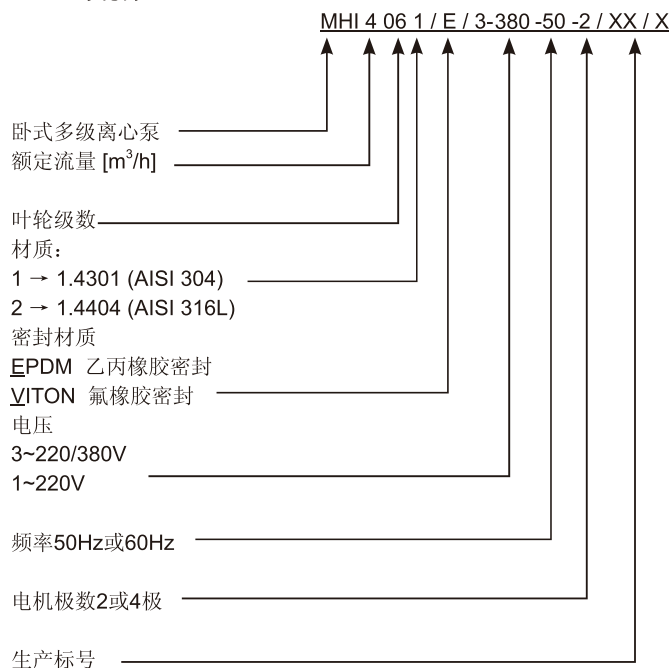 MHI 4 06 1 / E / 3-380 -50 -2 / XX / X
卧式多级离心泵
额定流量 [m³/h]
叶轮级数
材质：
1 → 1.4301 (AISI 304)
2 → 1.4404 (AISI 316L)
密封材质
EPDM 乙丙橡胶密封
VITON 氟橡胶密封
电压
3~220/380V
1~220V
频率50Hz或60Hz
电机极数2或4极
生产标号